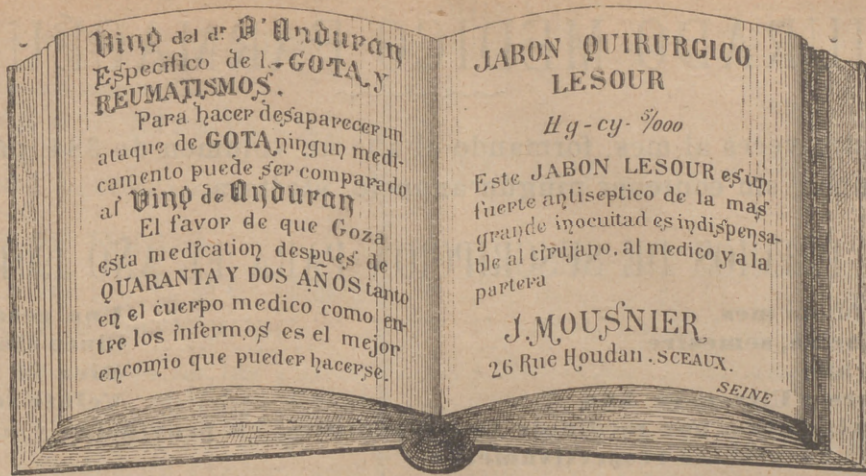 Vino del dr D'Anduran
Especifico de la GOTA y
REUMATISMOS.
Para hacer desaparecer un
ataque de GOTA ningun medi-
camento puede ser comparado
al Vino de Anduran
El favor de que Goza
esta medication despues de
QUARANTA Y DOS AÑOS tanto
en el cuerpo medico como en-
tre los infermos es el mejor
encomio que pueder hacerse.
JABON QUIRURGICO
LESOUR
Hg-cy- 5/000
Este JABON LESOUR es un
fuerte antiseptico de la mas
grande inocuitad es indispensa-
ble al cirujano, al medico y a la
partera
J. MOUSNIER
26 Rue Houdan. SCEAUX.
SEINE